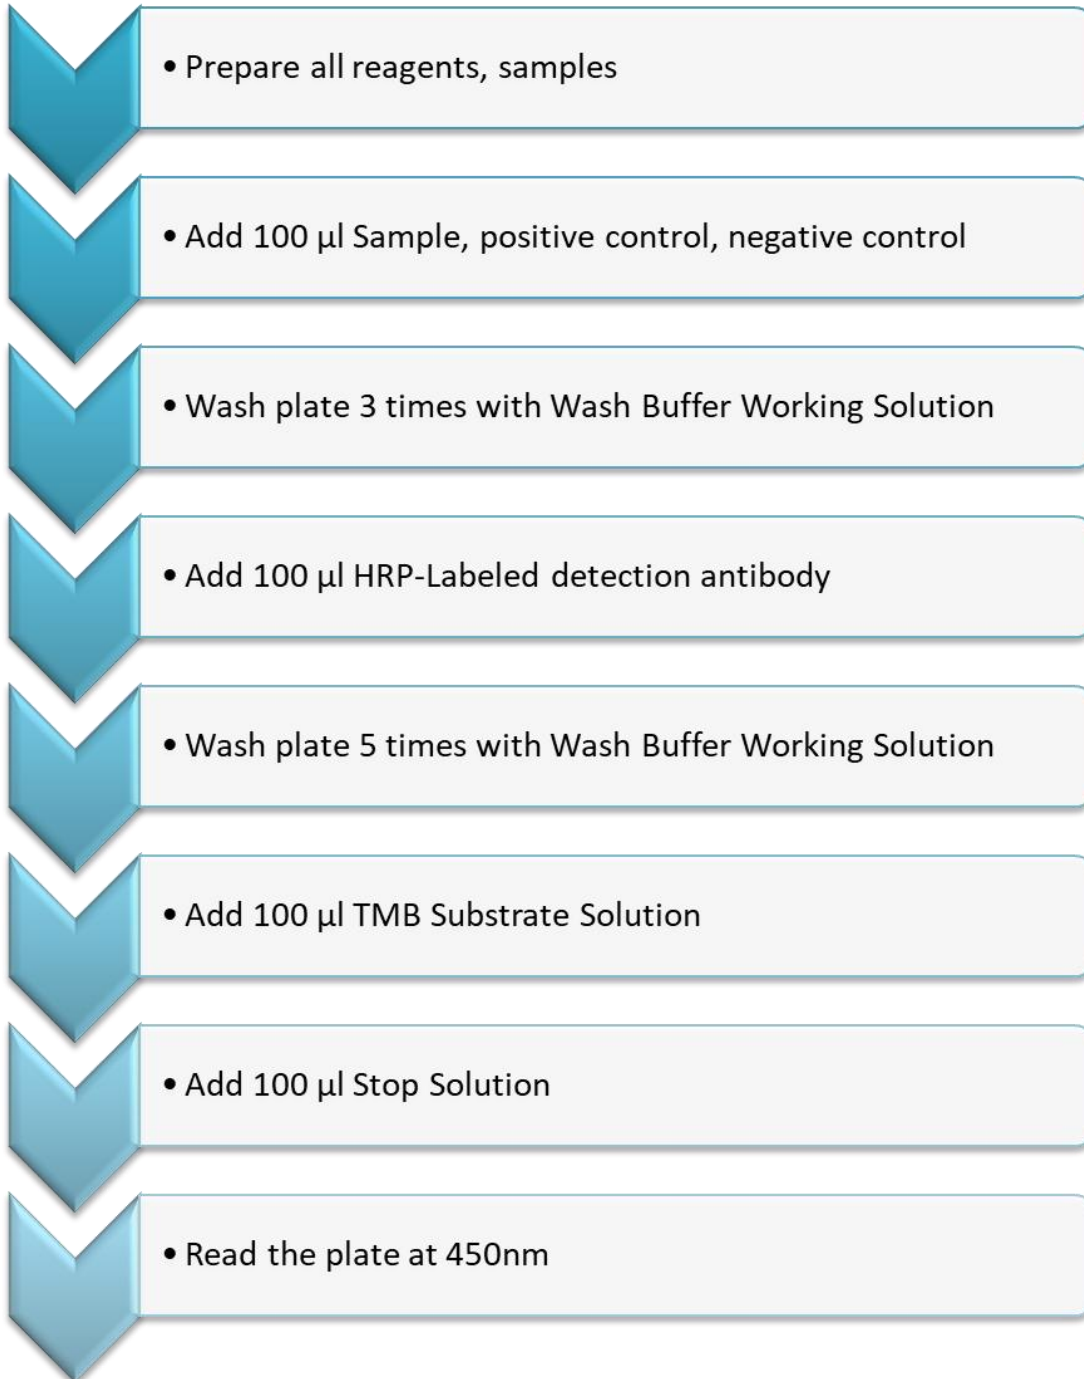 • Prepare all reagents, samples
• Add 100 µl Sample, positive control, negative control
• Wash plate 3 times with Wash Buffer Working Solution
• Add 100 µl HRP-Labeled detection antibody
• Wash plate 5 times with Wash Buffer Working Solution
• Add 100 µl TMB Substrate Solution
• Add 100 µl Stop Solution
• Read the plate at 450nm